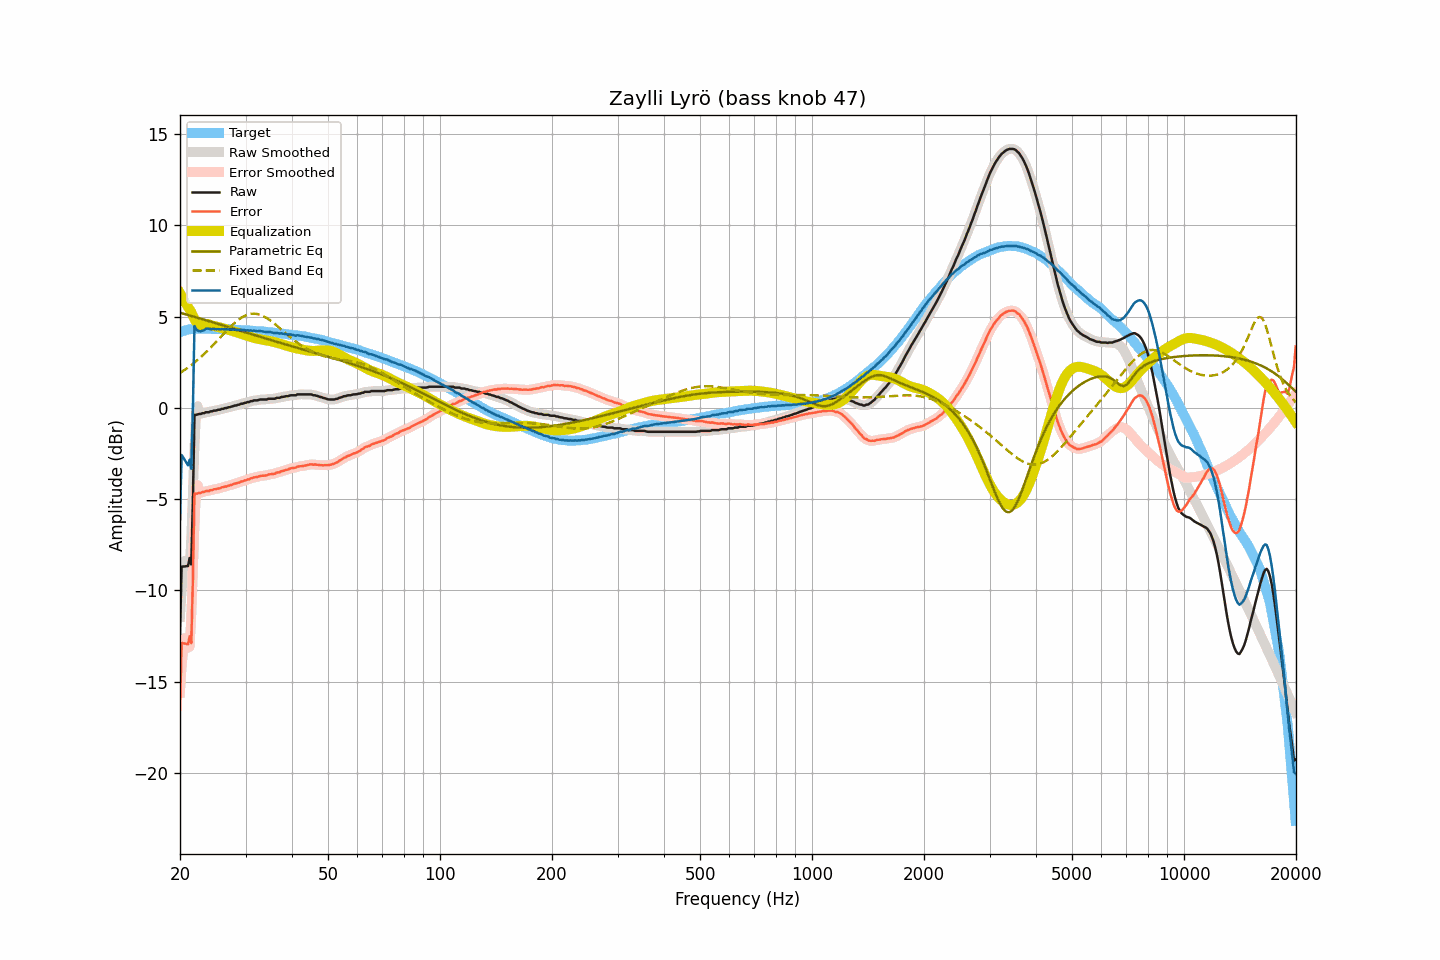 Zaylli Lyrö (bass knob 47)
Target
Raw Smoothed
Error Smoothed
Raw
Error
Equalization
Parametric Eq
Fixed Band Eq
Equalized
15
10
5
0
−5
−10
−15
−20
Amplitude (dBr)
20
50
100
200
500
1000
2000
5000
10000
20000
Frequency (Hz)